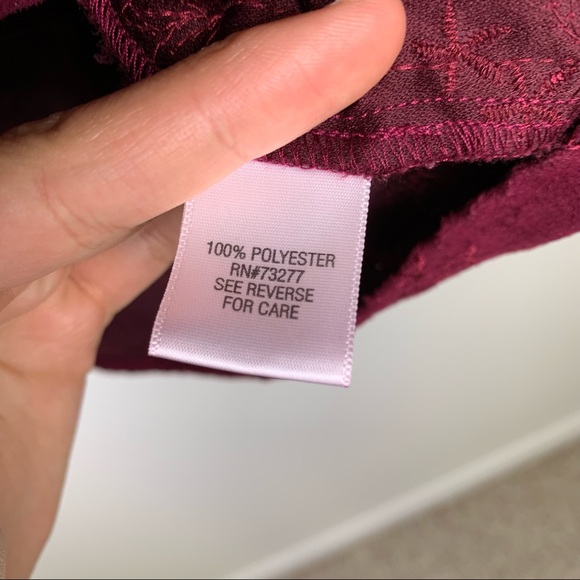 100% POLYESTER
RN#73277
SEE REVERSE
FOR CARE